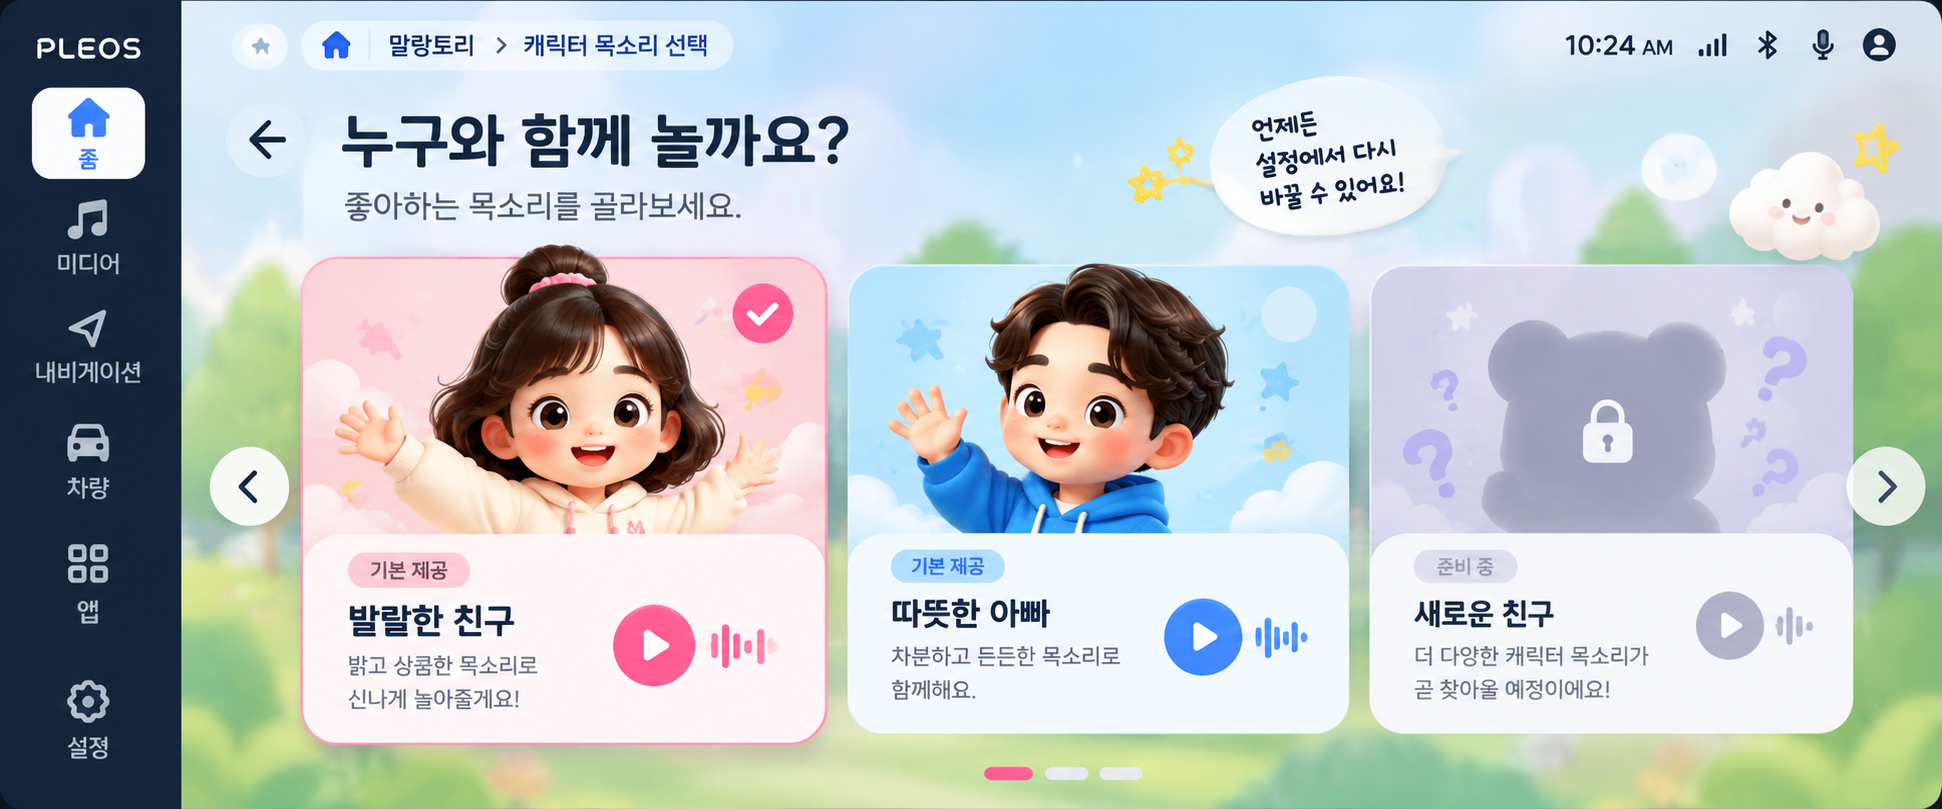 PLEOS
홈
미디어
내비게이션
차량
앱
설정
말랑토리 > 캐릭터 목소리 선택
10:24 AM
누구와 함께 놀까요?
좋아하는 목소리를 골라보세요.
언제든
설정에서 다시
바꿀 수 있어요!
기본 제공
발랄한 친구
밝고 상콤한 목소리로
신나게 놀아줄게요!
기본 제공
따뜻한 아빠
차분하고 든든한 목소리로
함께해요.
준비 중
새로운 친구
더 다양한 캐릭터 목소리가
곧 찾아올 예정이에요!